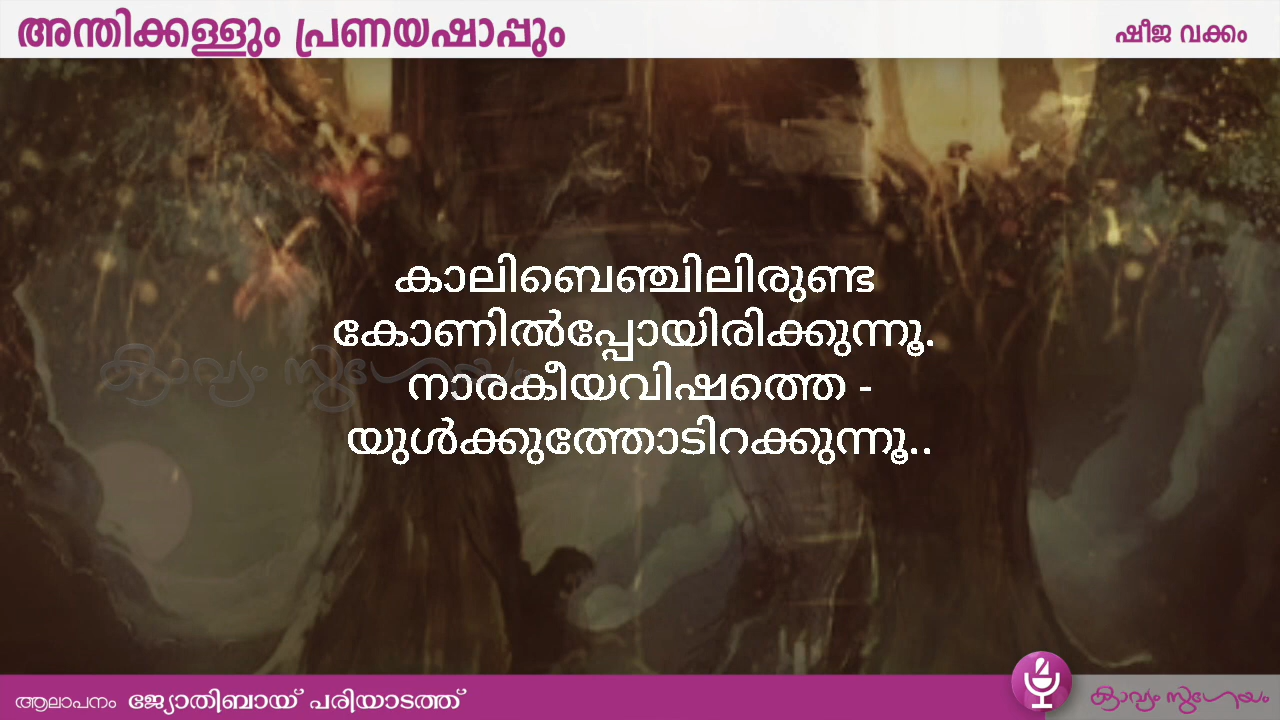 അന്തിക്കള്ളും പ്രണയഷാപ്പും
ഷീജ വക്കം
കാലിബെഞ്ചിലിരുണ്ട
കോണിൽപ്പോയിരിക്കുന്നൂ.
കാവ്യം സുഗേയം
നാരകീയവിഷത്തെ -
യുൾക്കുത്തോടിറക്കുന്നൂ..
ആലാപനം ജ്യോതിബായ് പരിയാടത്ത്
കാവ്യം സുഗേയം